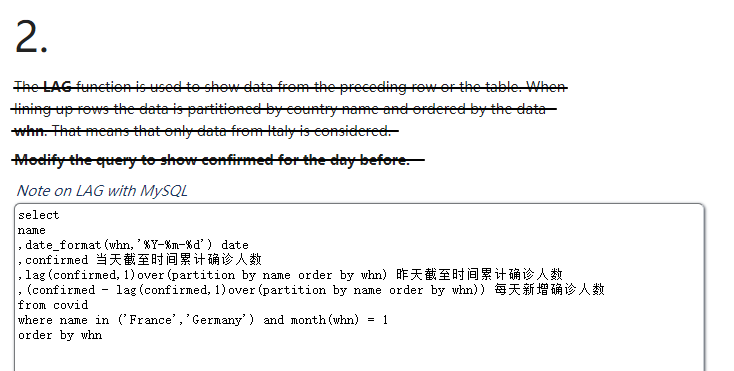 2.
The LAG function is used to show data from the preceding row or the table. When
lining up rows the data is partitioned by country name and ordered by the data
whn. That means that only data from Italy is considered.
Modify the query to show confirmed for the day before.
Note on LAG with MySQL
select
name
,date_format(whn,'%Y-%m-%d') date
,confirmed 当天截至时间累计确诊人数
,lag(confirmed,1)over(partition by name order by whn) 昨天截至时间累计确诊人数
,(confirmed - lag(confirmed,1)over(partition by name order by whn)) 每天新增确诊人数
from covid
where name in ('France','Germany') and month(whn) = 1
order by whn